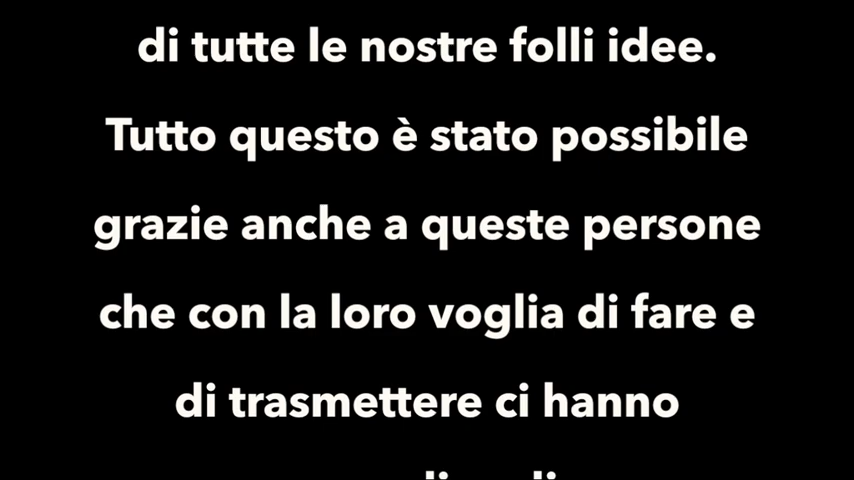 di tutte le nostre folli idee.
Tutto questo è stato possibile
grazie anche a queste persone
che con la loro voglia di fare e
di trasmettere ci hanno